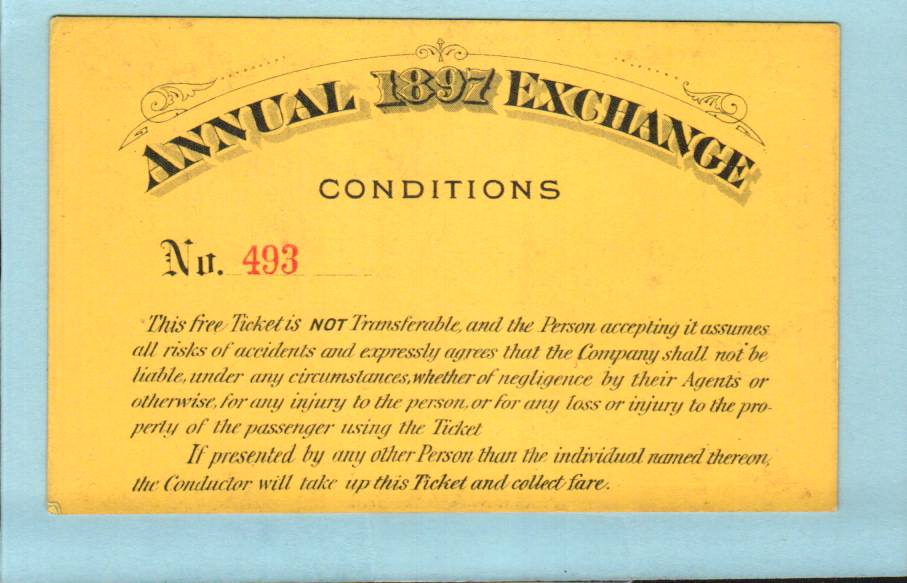 ANNUAL 1897 EXCHANGE
CONDITIONS
No. 493
This free Ticket is NOT Transferable, and the Person accepting it assumes
all risks of accidents and expressly agrees that the Company shall not be
liable, under any circumstances, whether of negligence by their Agents or
otherwise, for any injury to the person, or for any loss or injury to the pro-
perty of the passenger using the Ticket
If presented by any other Person than the individual named thereon,
the Conductor will take up this Ticket and collect fare.